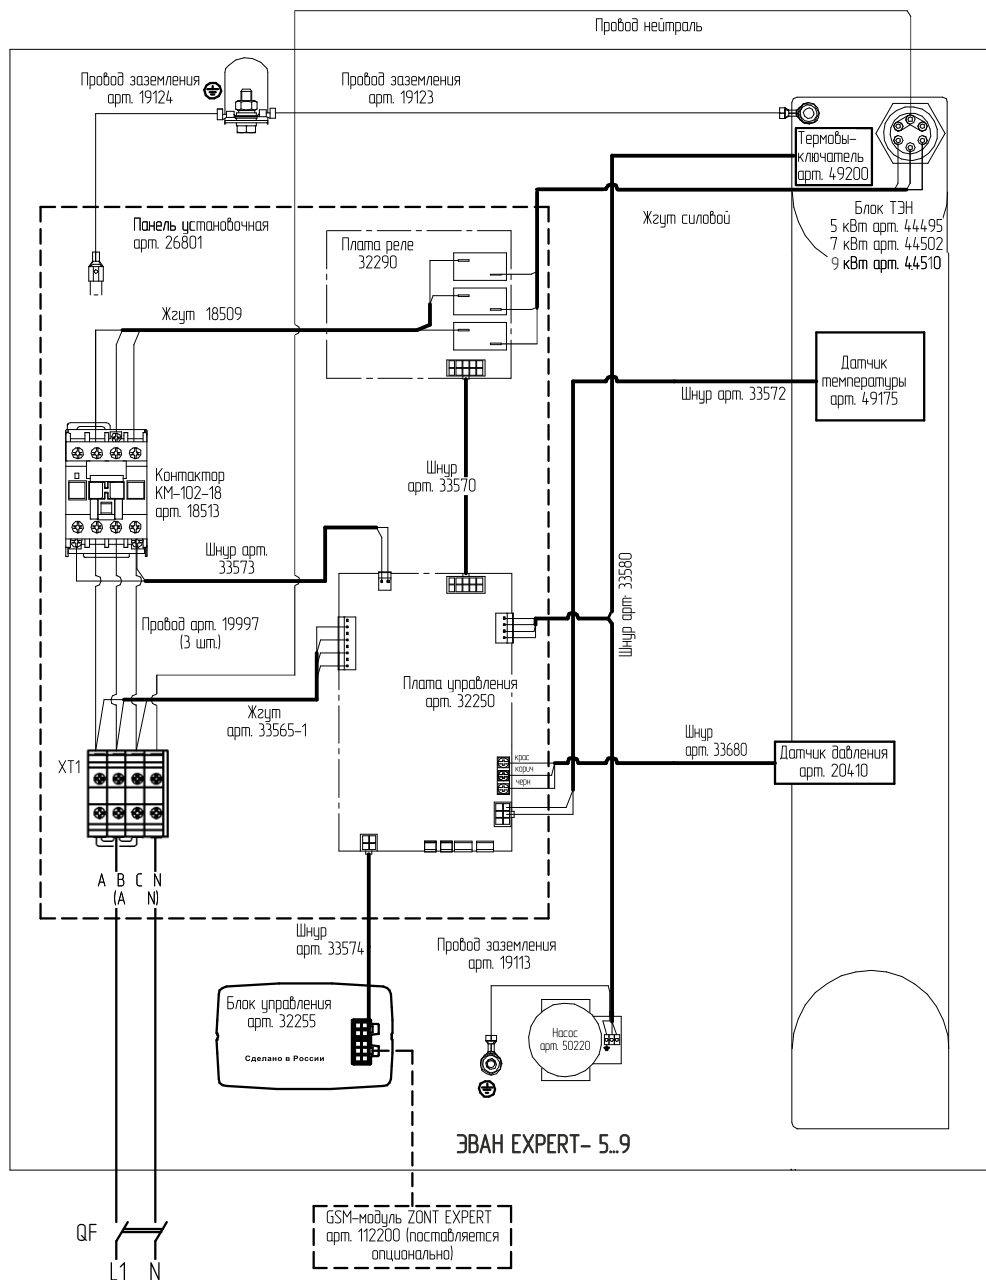 Провод нейтраль
Провод заземления
арт. 19124
Провод заземления
арт. 19123
Термовы-
ключатель
арт. 49200
Блок ТЭН
5 кВт арт. 44495
7 кВт арт. 44502
9 кВт арт. 44510
Жгут силовой
Панель установочная
арт. 26801
Плата реле
32290
Жгут 18509
Датчик
температуры
арт. 49175
Шнур арт. 33572
Шнур
арт. 33570
Контактор
КМ-102-18
арт. 18513
Шнур арт.
33573
Шнур арт. 33580
Провод арт. 19997
(3 шт.)
Плата управления
арт. 32250
Жгут
арт. 33565-1
Шнур
арт. 33680
Датчик давления
арт. 20410
крас
корич
черн
XT1
A B C N
(A N)
Шнур
арт. 33574
Провод заземления
арт. 19113
Блок управления
арт. 32255
Сделано в России
Насос
арт. 50220
ЭВАН EXPERT- 5...9
GSM-модуль ZONT EXPERT
арт. 112200 (поставляется
опционально)
QF
L1 N